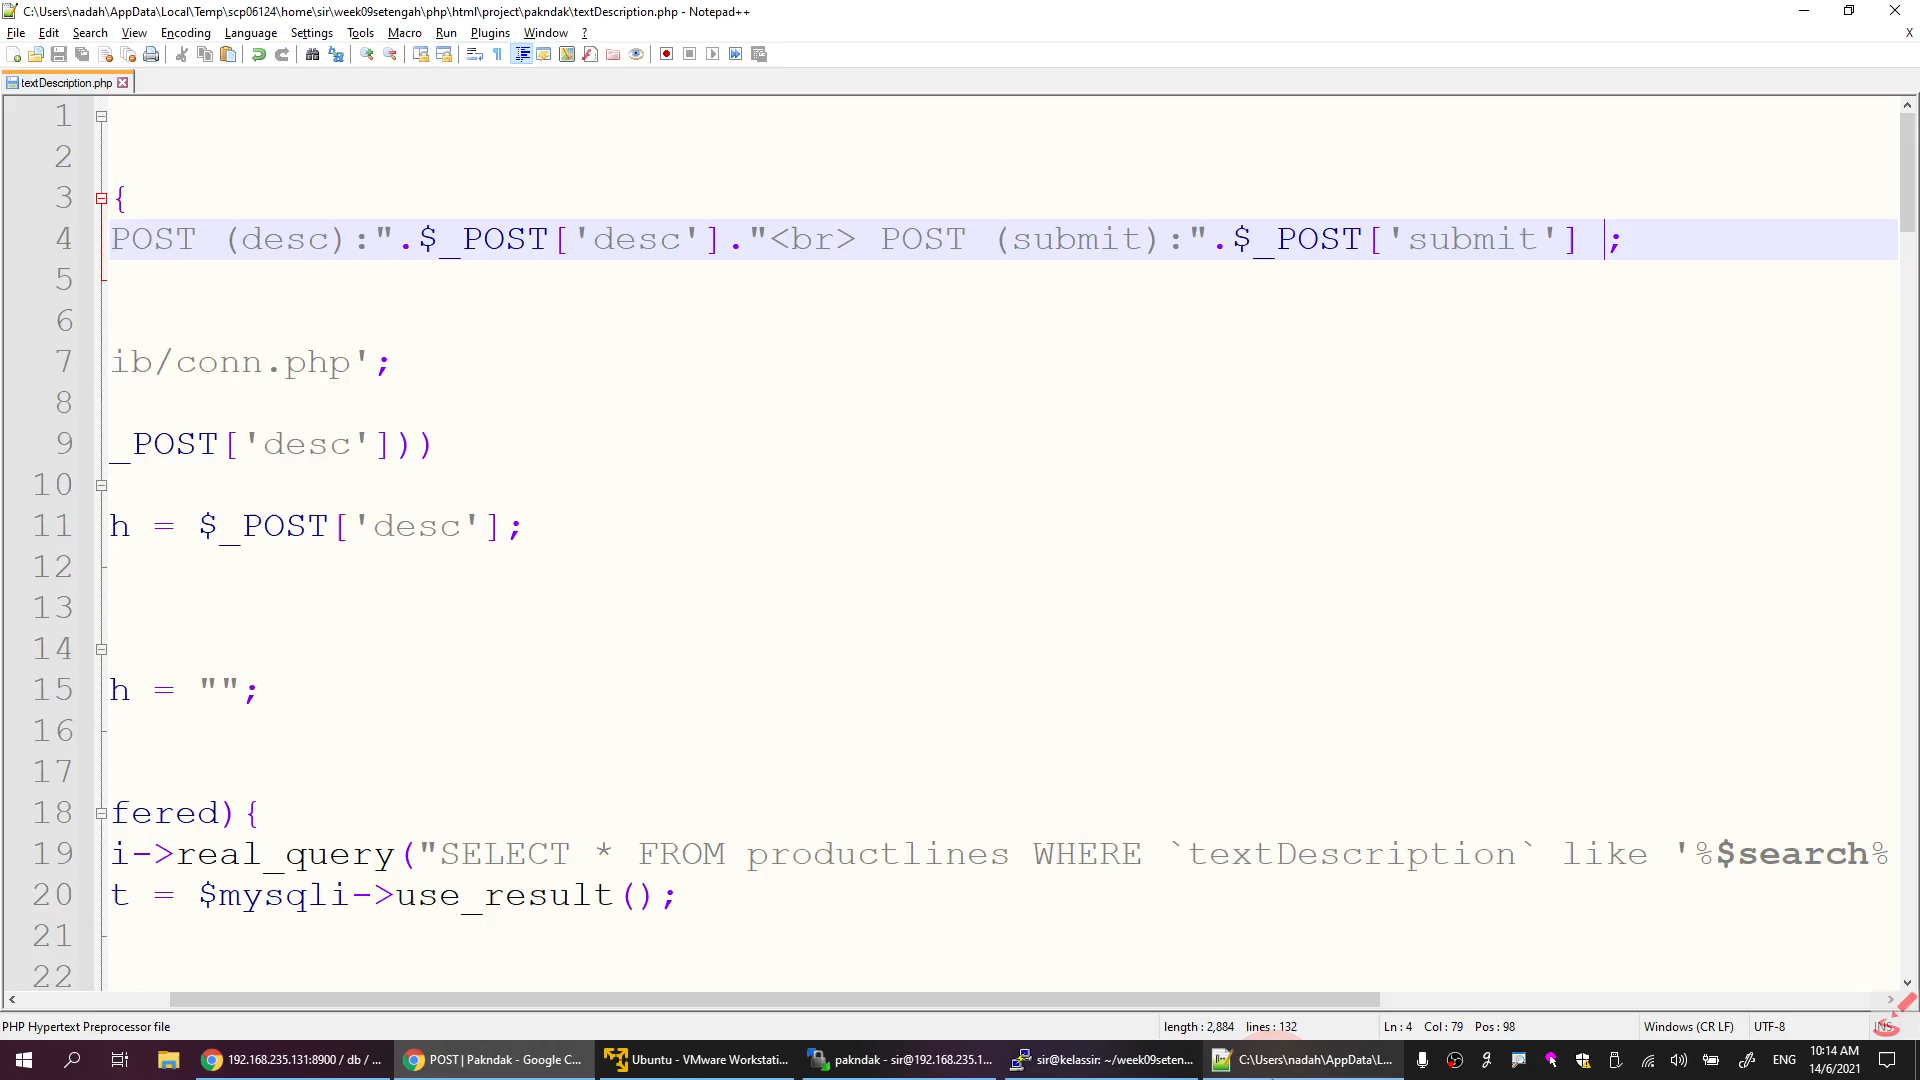 C:\Users\nadah\AppData\Local\Temp\scp06124\home\sir\week09setengah\php\html\project\pakndak\textDescription.php - Notepad++
File Edit Search View Encoding Language Settings Tools Macro Run Plugins Window ? X
textDescription.php
1
2
3 {
4 POST (desc):".$_POST['desc']."<br> POST (submit):".$_POST['submit'] ;
5
6
7 ib/conn.php';
8
9 _POST['desc']))
10
11 h = $_POST['desc'];
12
13
14
15 h = "";
16
17
18 fered){
19 i->real_query("SELECT * FROM productlines WHERE `textDescription` like '%$search%
20 t = $mysqli->use_result();
21
22
PHP Hypertext Preprocessor file length : 2,884 lines : 132 Ln : 4 Col : 79 Pos : 98 Windows (CR LF) UTF-8 INS
192.168.235.131:8900 / db / ... POST | Pakndak - Google C... Ubuntu - VMware Workstati... pakndak - sir@192.168.235.1... sir@kelassir: ~/week09seten... C:\Users\nadah\AppData\L... ENG 10:14 AM
14/6/2021